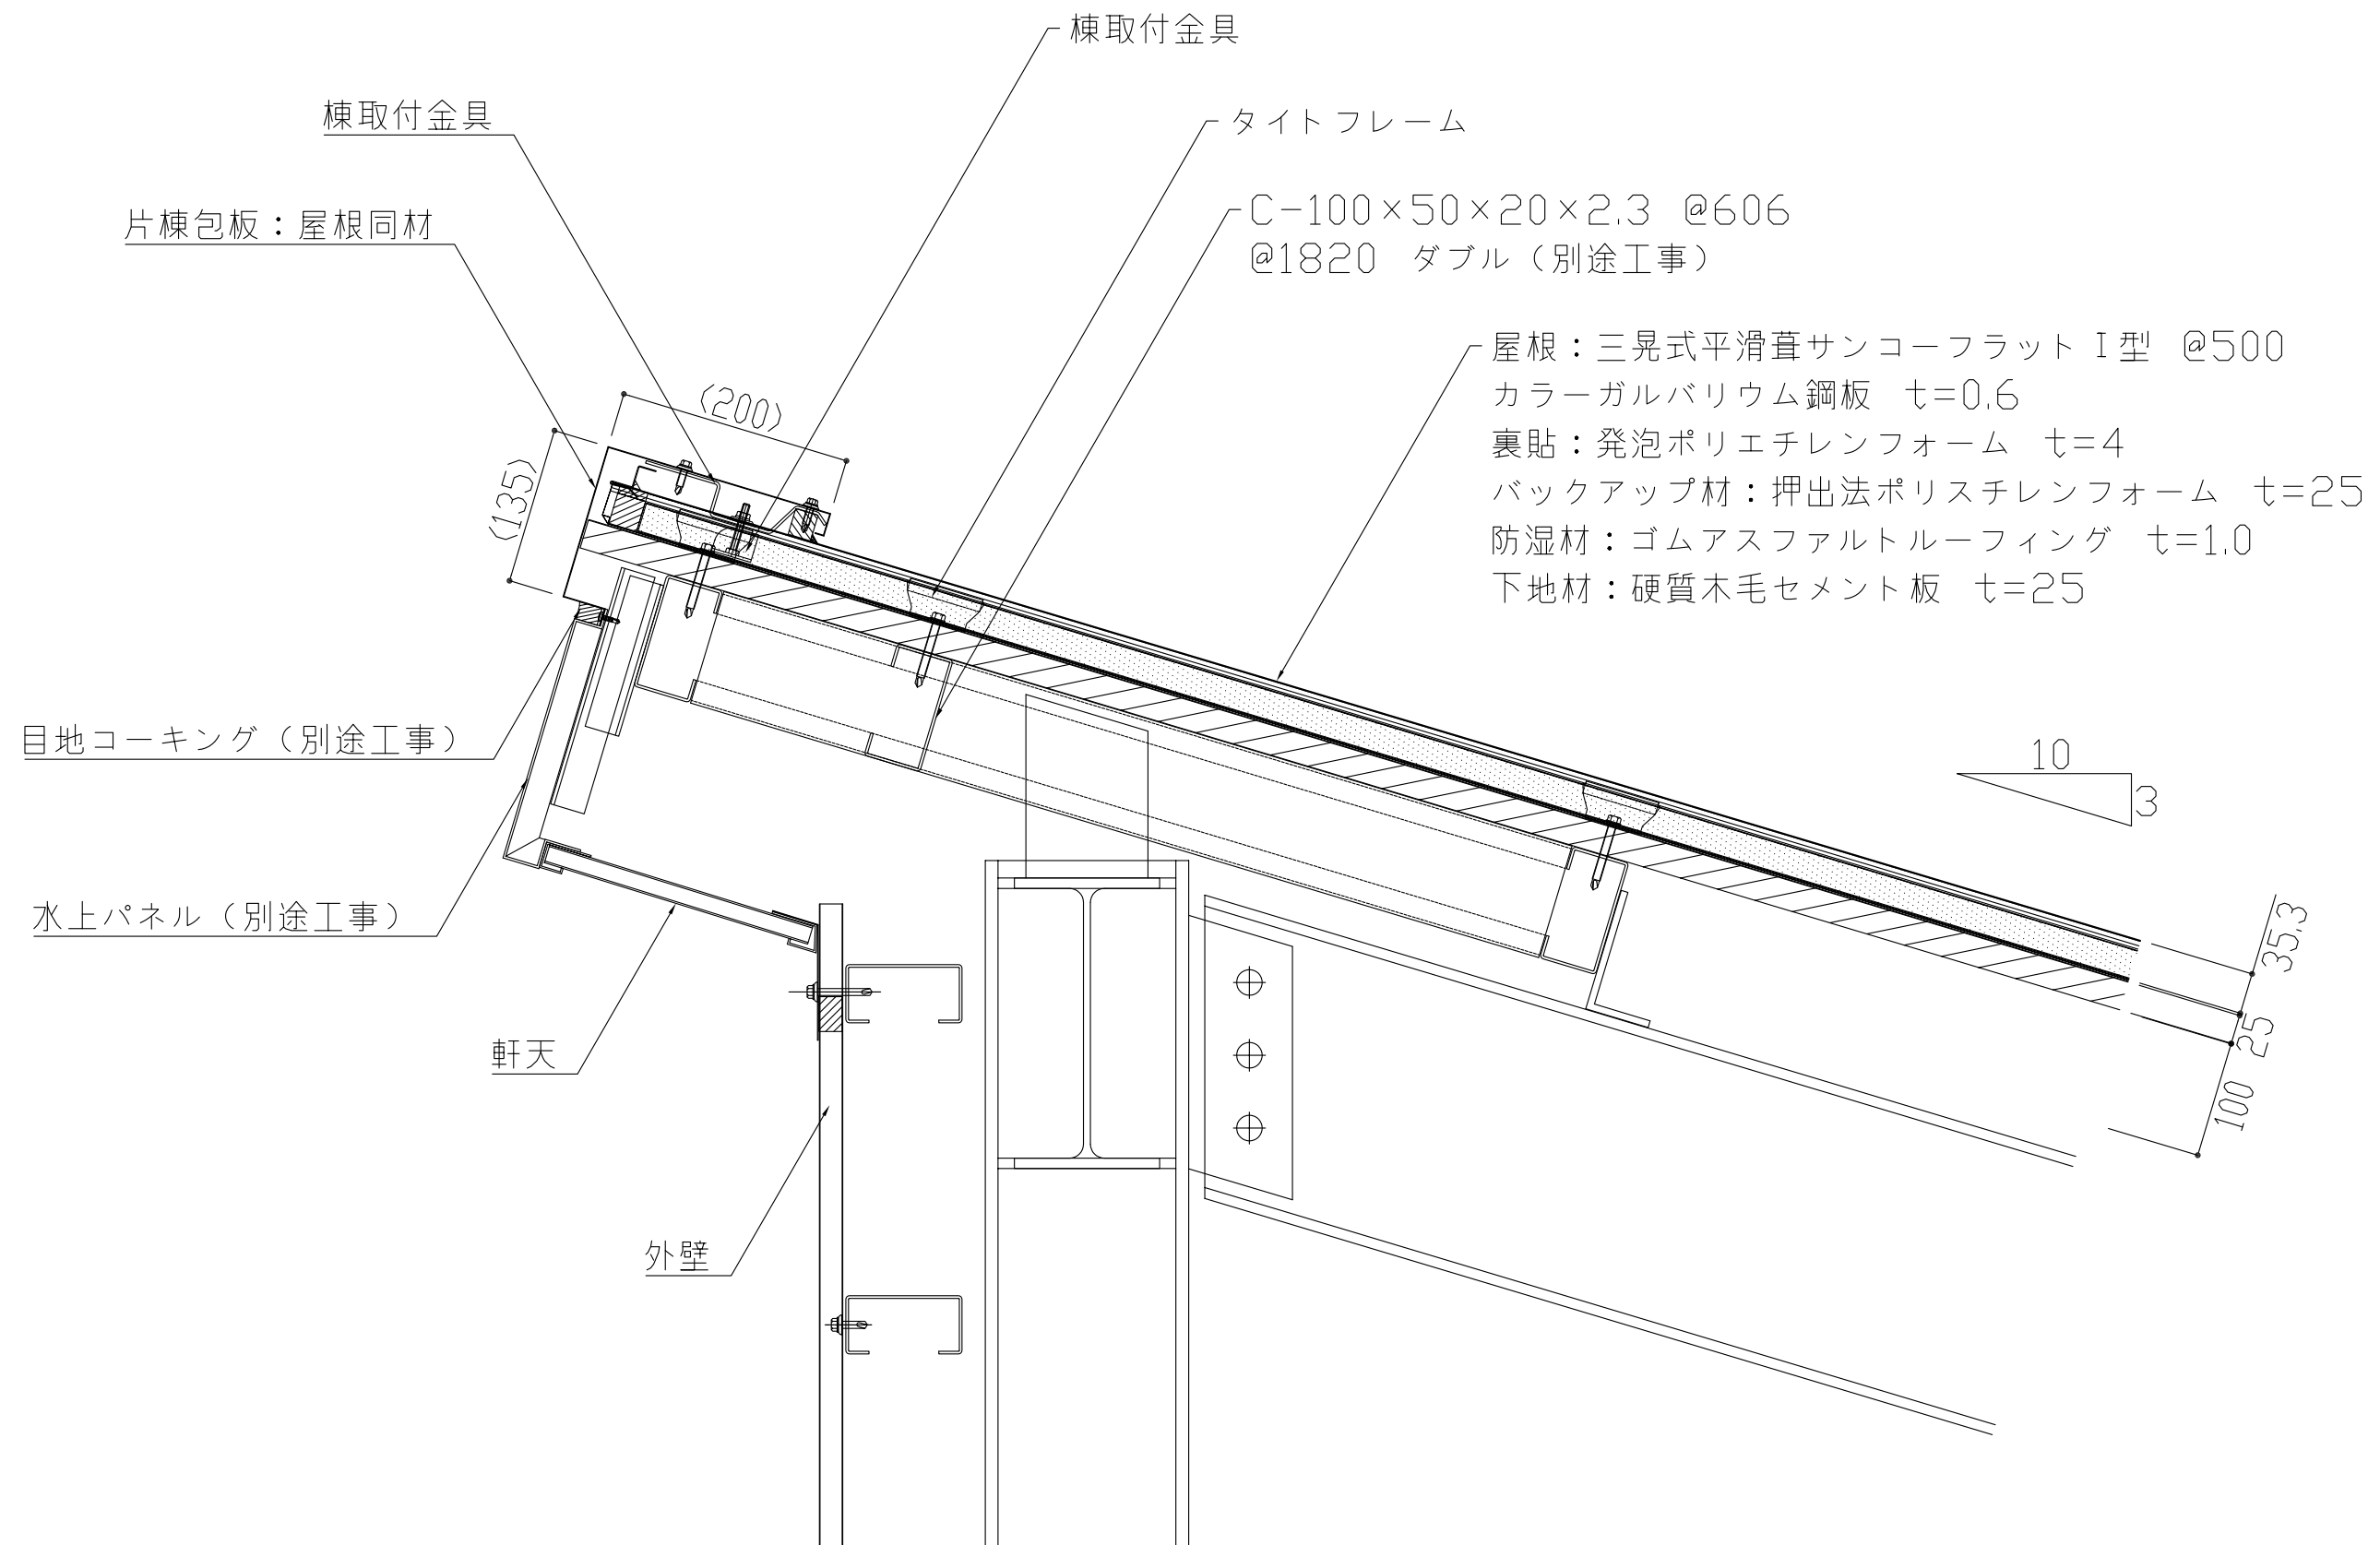 棟取付金具
棟取付金具
タイトフレーム
片棟包板：屋根同材
C-100×50×20×2.3 @606
@1820 ダブル（別途工事）
屋根：三晃式平滑葺サンコーフラットⅠ型 @500
カラーガルバリウム鋼板 t=0.6
裏貼：発泡ポリエチレンフォーム t=4
バックアップ材：押出法ポリスチレンフォーム t=25
防湿材：ゴムアスファルトルーフィング t=1.0
下地材：硬質木毛セメント板 t=25
(200)
(135)
目地コーキング（別途工事）
10
3
水上パネル（別途工事）
35.3
25
100
軒天
外壁